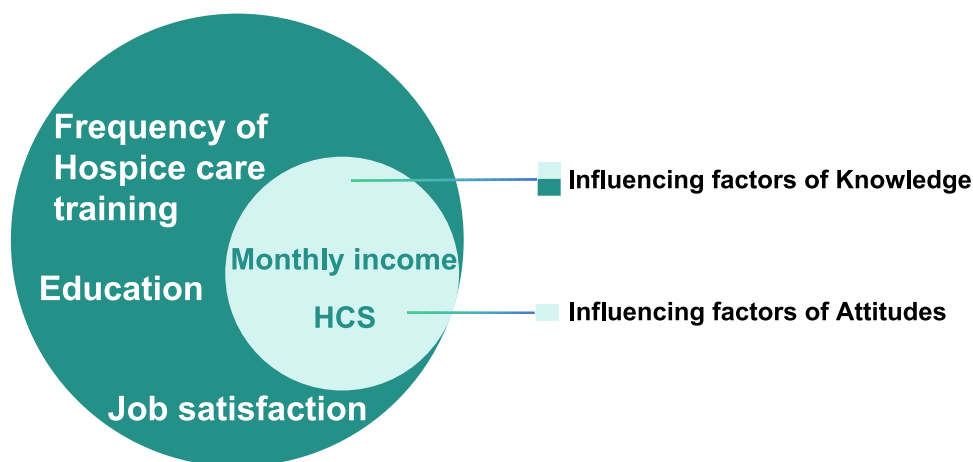 Frequency of
Hospice care
training
Influencing factors of Knowledge
Monthly income
Education
HCS
Influencing factors of Attitudes
Job satisfaction